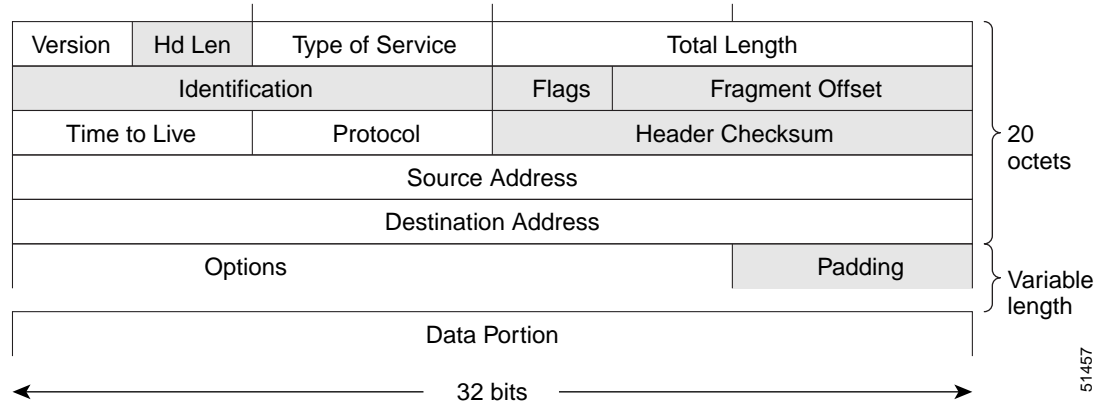 Version Hd Len Type of Service Total Length
Identification Flags Fragment Offset
Time to Live Protocol Header Checksum
20
octets
Source Address
Destination Address
Options Padding
Variable
length
Data Portion
32 bits
51457